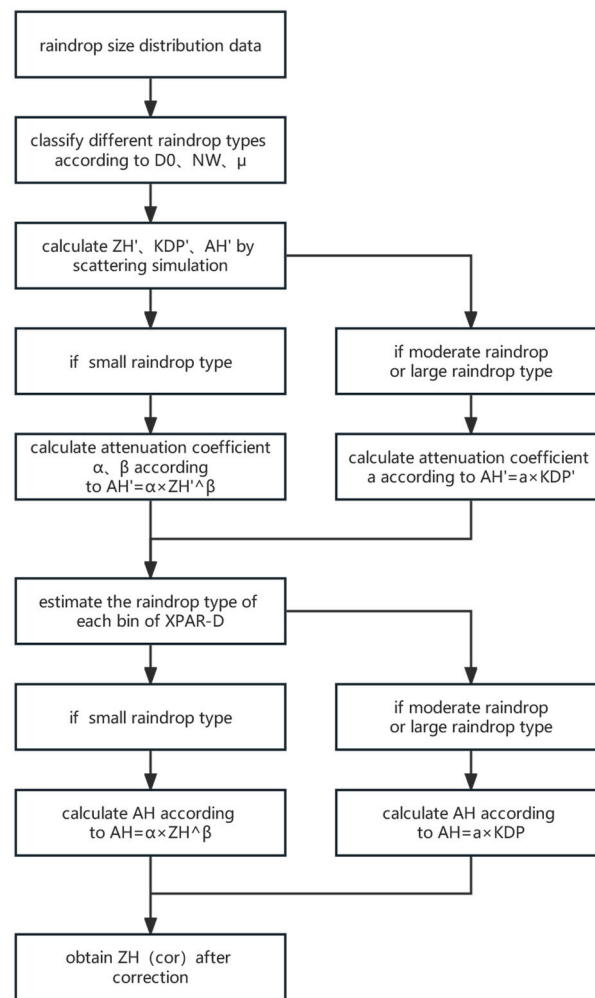 raindrop size distribution data
classify different raindrop types
according to D0、NW、μ
calculate ZH'、KDP'、AH' by
scattering simulation
if small raindrop type
if moderate raindrop
or large raindrop type
calculate attenuation coefficient
α、β according
to AH'=α×ZH'^β
calculate attenuation coefficient
a according to AH'=a×KDP'
estimate the raindrop type of
each bin of XPAR-D
if small raindrop type
if moderate raindrop
or large raindrop type
calculate AH according
to AH=α×ZH^β
calculate AH according
to AH=a×KDP
obtain ZH（cor）after
correction